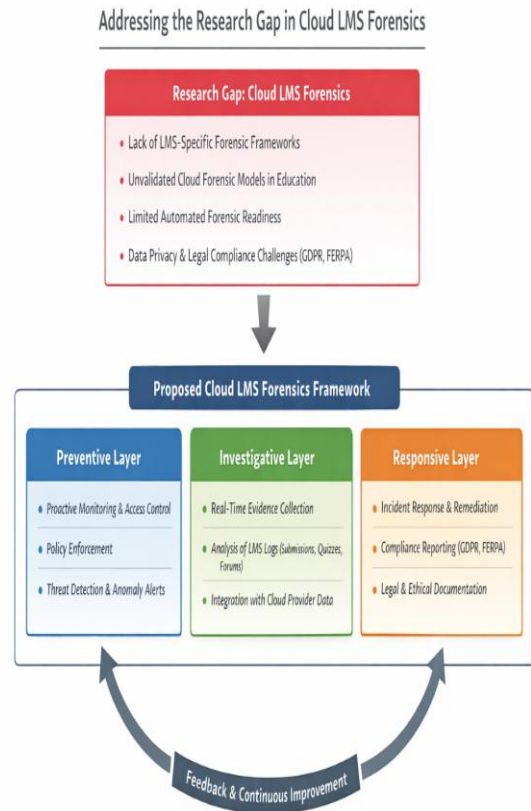 Addressing the Research Gap in Cloud LMS Forensics
Research Gap: Cloud LMS Forensics
• Lack of LMS-Specific Forensic Frameworks
• Unvalidated Cloud Forensic Models in Education
• Limited Automated Forensic Readiness
• Data Privacy & Legal Compliance Challenges (GDPR, FERPA)
Proposed Cloud LMS Forensics Framework
Preventive Layer
• Proactive Monitoring & Access Control
• Policy Enforcement
• Threat Detection & Anomaly Alerts
Investigative Layer
• Real-Time Evidence Collection
• Analysis of LMS Logs (Submissions, Quizzes,
Forums)
• Integration with Cloud Provider Data
Responsive Layer
• Incident Response & Remediation
• Compliance Reporting (GDPR, FERPA)
• Legal & Ethical Documentation
Feedback & Continuous Improvement